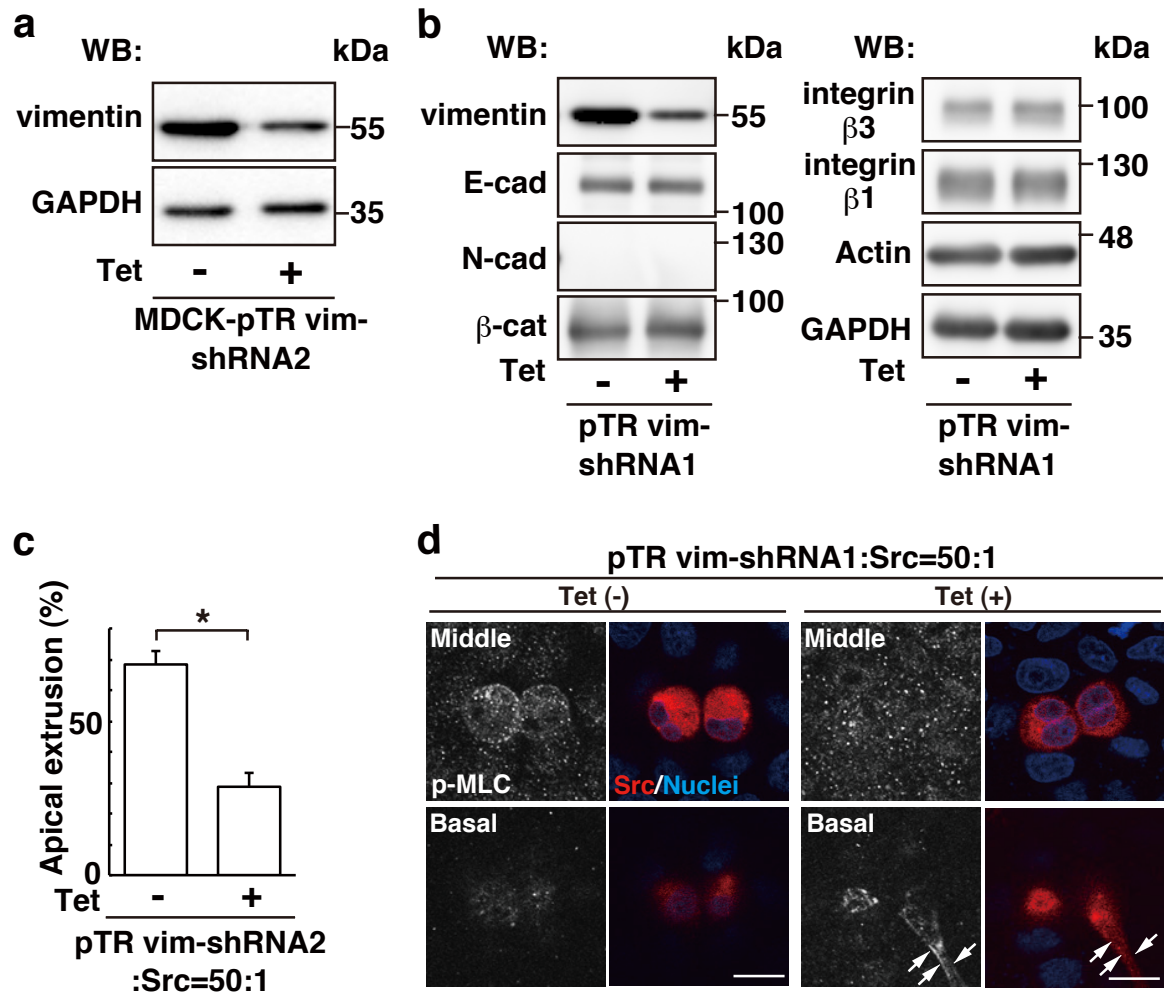 a
WB: kDa
vimentin 55
GAPDH 35
Tet - +
MDCK-pTR vim-
shRNA2
b
WB: kDa
vimentin 55
E-cad
100
N-cad 130
β-cat 100
Tet - +
pTR vim-
shRNA1
WB: kDa
integrin
β3 100
integrin
β1 130
Actin 48
GAPDH 35
Tet - +
pTR vim-
shRNA1
c
Apical extrusion (%)
*
50
0
Tet - +
pTR vim-shRNA2
:Src=50:1
d
pTR vim-shRNA1:Src=50:1
Tet (-) Tet (+)
Middle Middle
p-MLC Src/Nuclei
Basal Basal